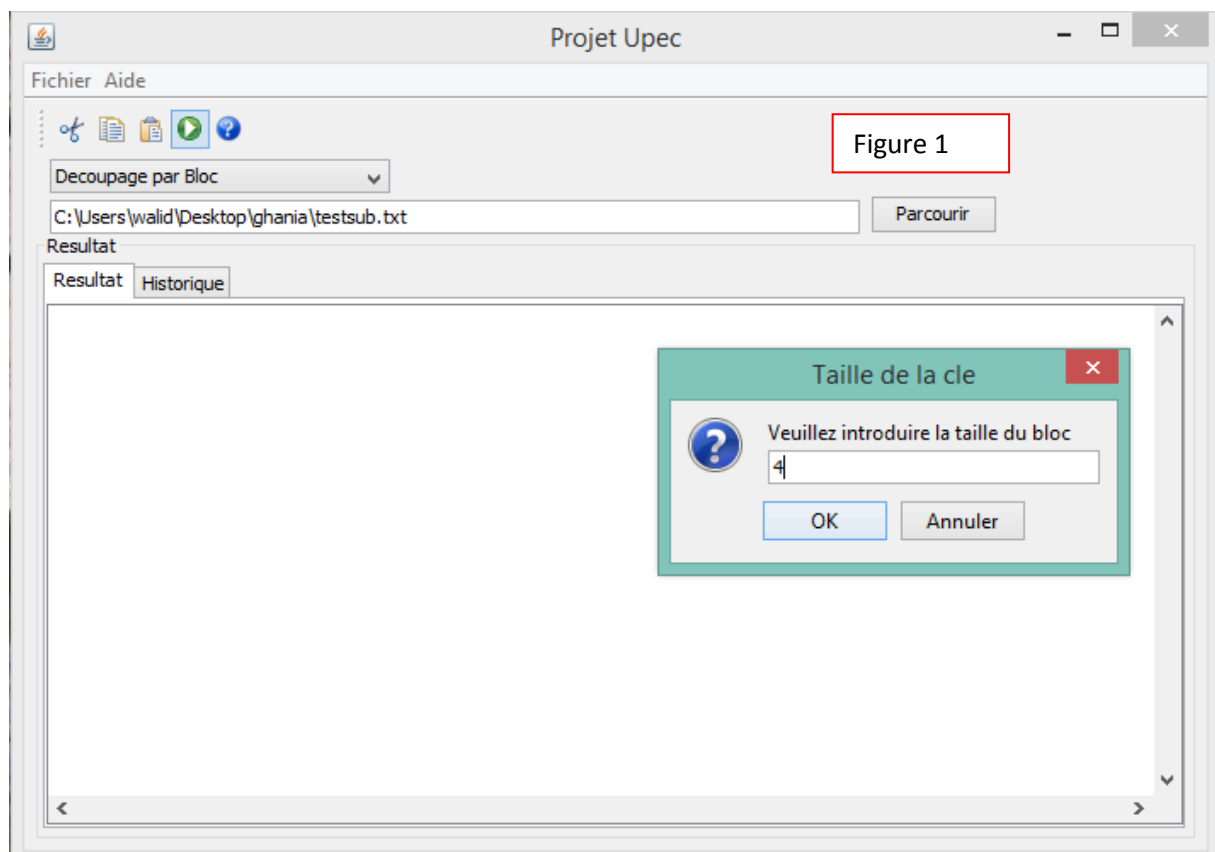 Projet Upec
Fichier Aide
Figure 1
Decoupage par Bloc
C:\Users\walid\Desktop\ghania\testsub.txt Parcourir
Resultat
Resultat Historique
Taille de la cle
Veuillez introduire la taille du bloc
4
OK Annuler